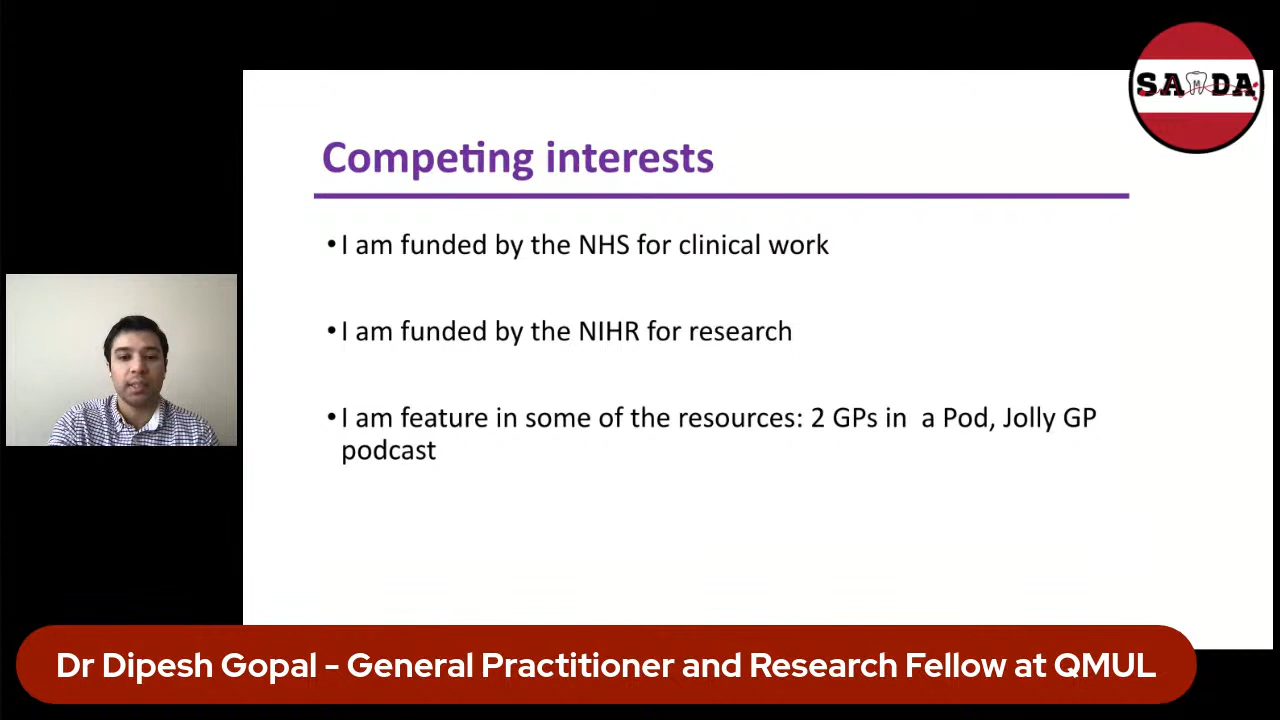 SAMDA
Competing interests
•I am funded by the NHS for clinical work
•I am funded by the NIHR for research
•I am feature in some of the resources: 2 GPs in  a Pod, Jolly GP
podcast
Dr Dipesh Gopal - General Practitioner and Research Fellow at QMUL